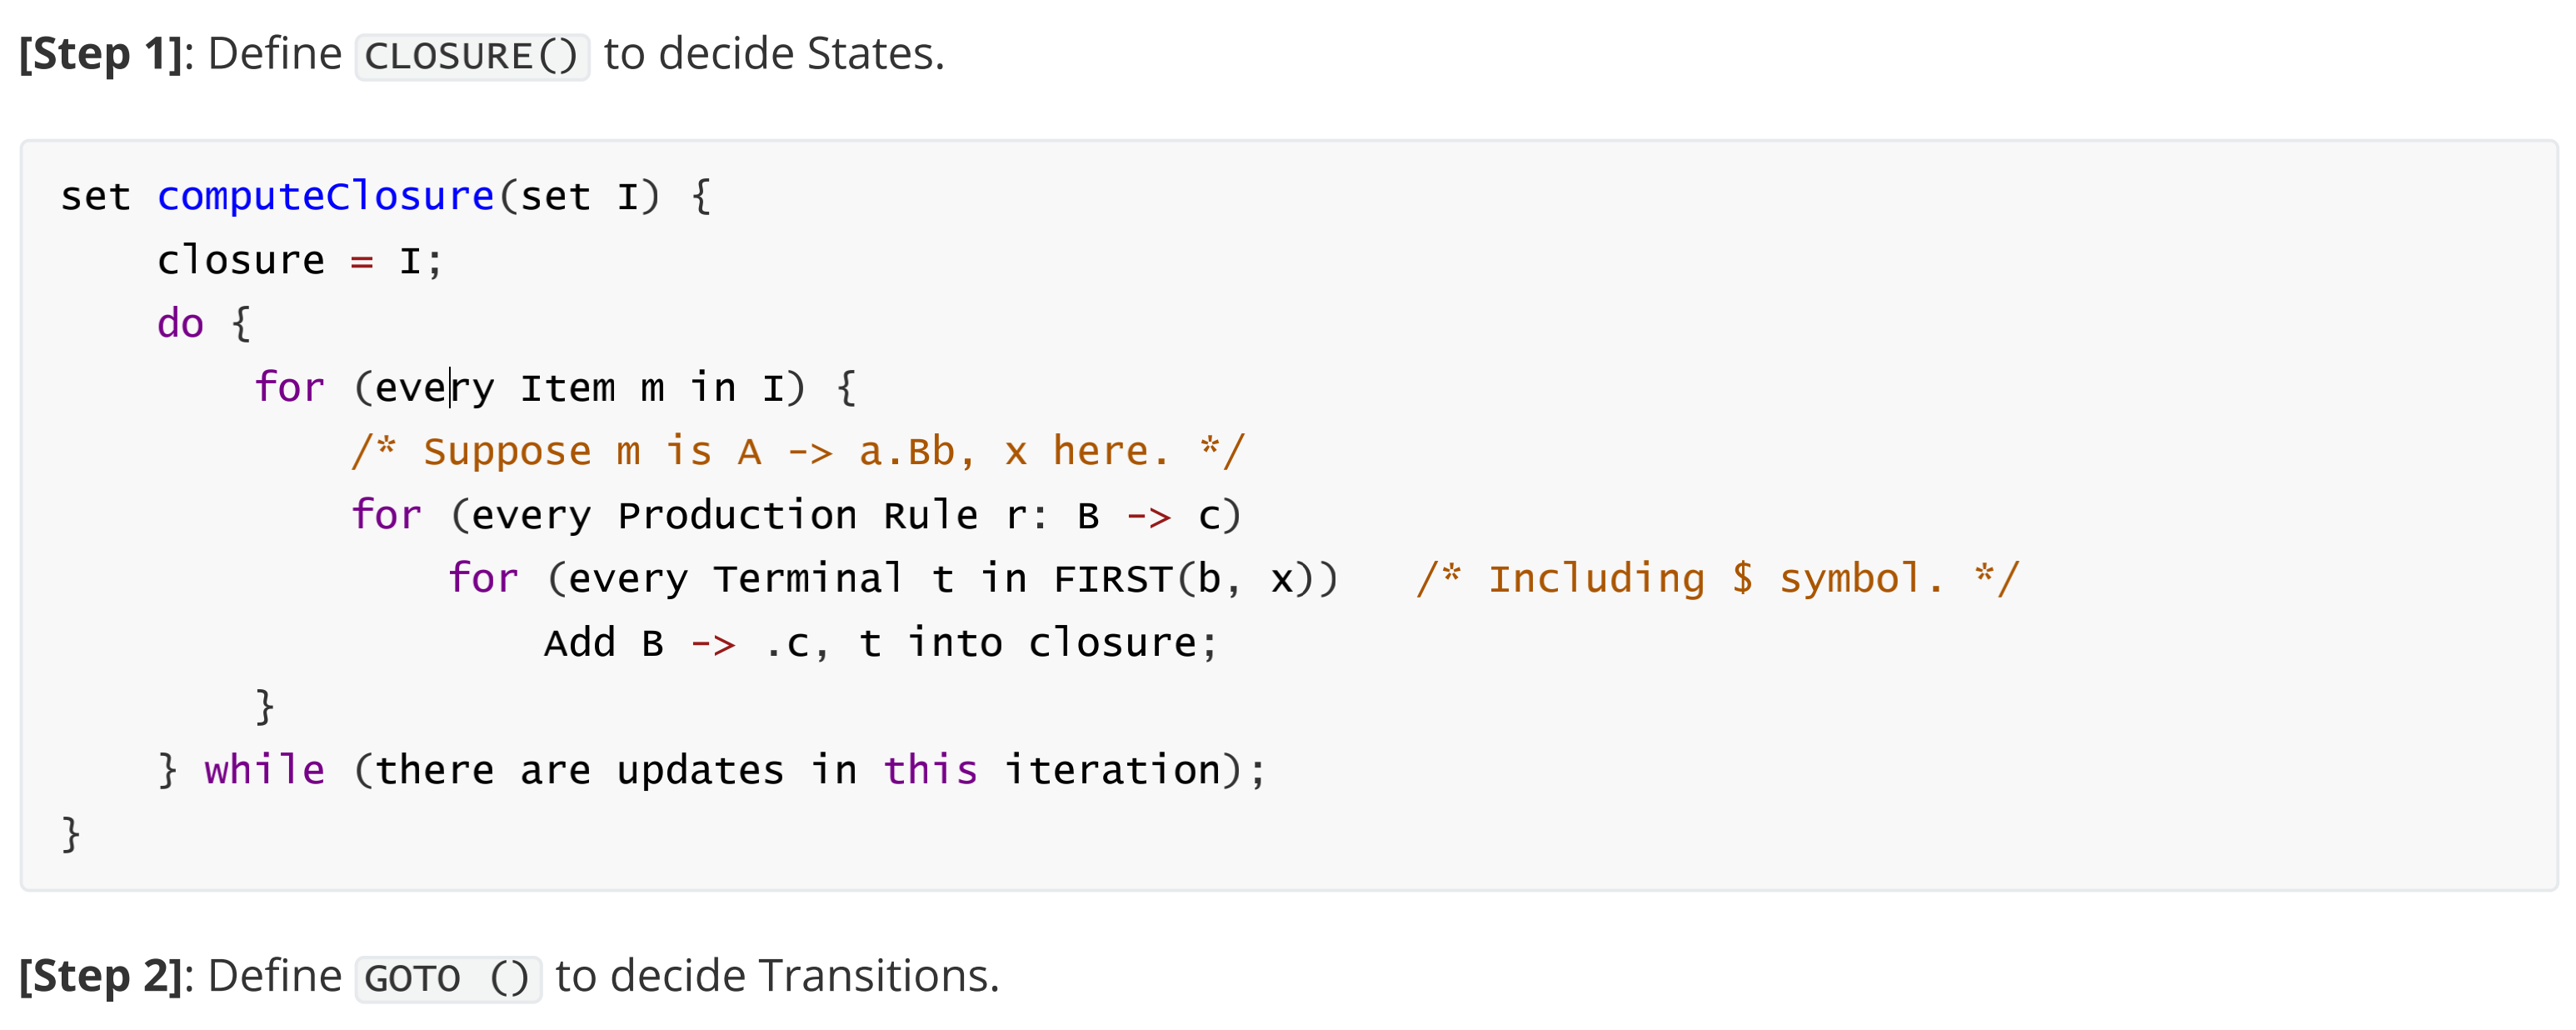 [Step 1]: Define CLOSURE() to decide States.
set computeClosure(set I) {
    closure = I;
    do {
        for (every Item m in I) {
            /* Suppose m is A -> a.Bb, x here. */
            for (every Production Rule r: B -> c)
                for (every Terminal t in FIRST(b, x))   /* Including $ symbol. */
                    Add B -> .c, t into closure;
        }
    } while (there are updates in this iteration);
}
[Step 2]: Define GOTO () to decide Transitions.